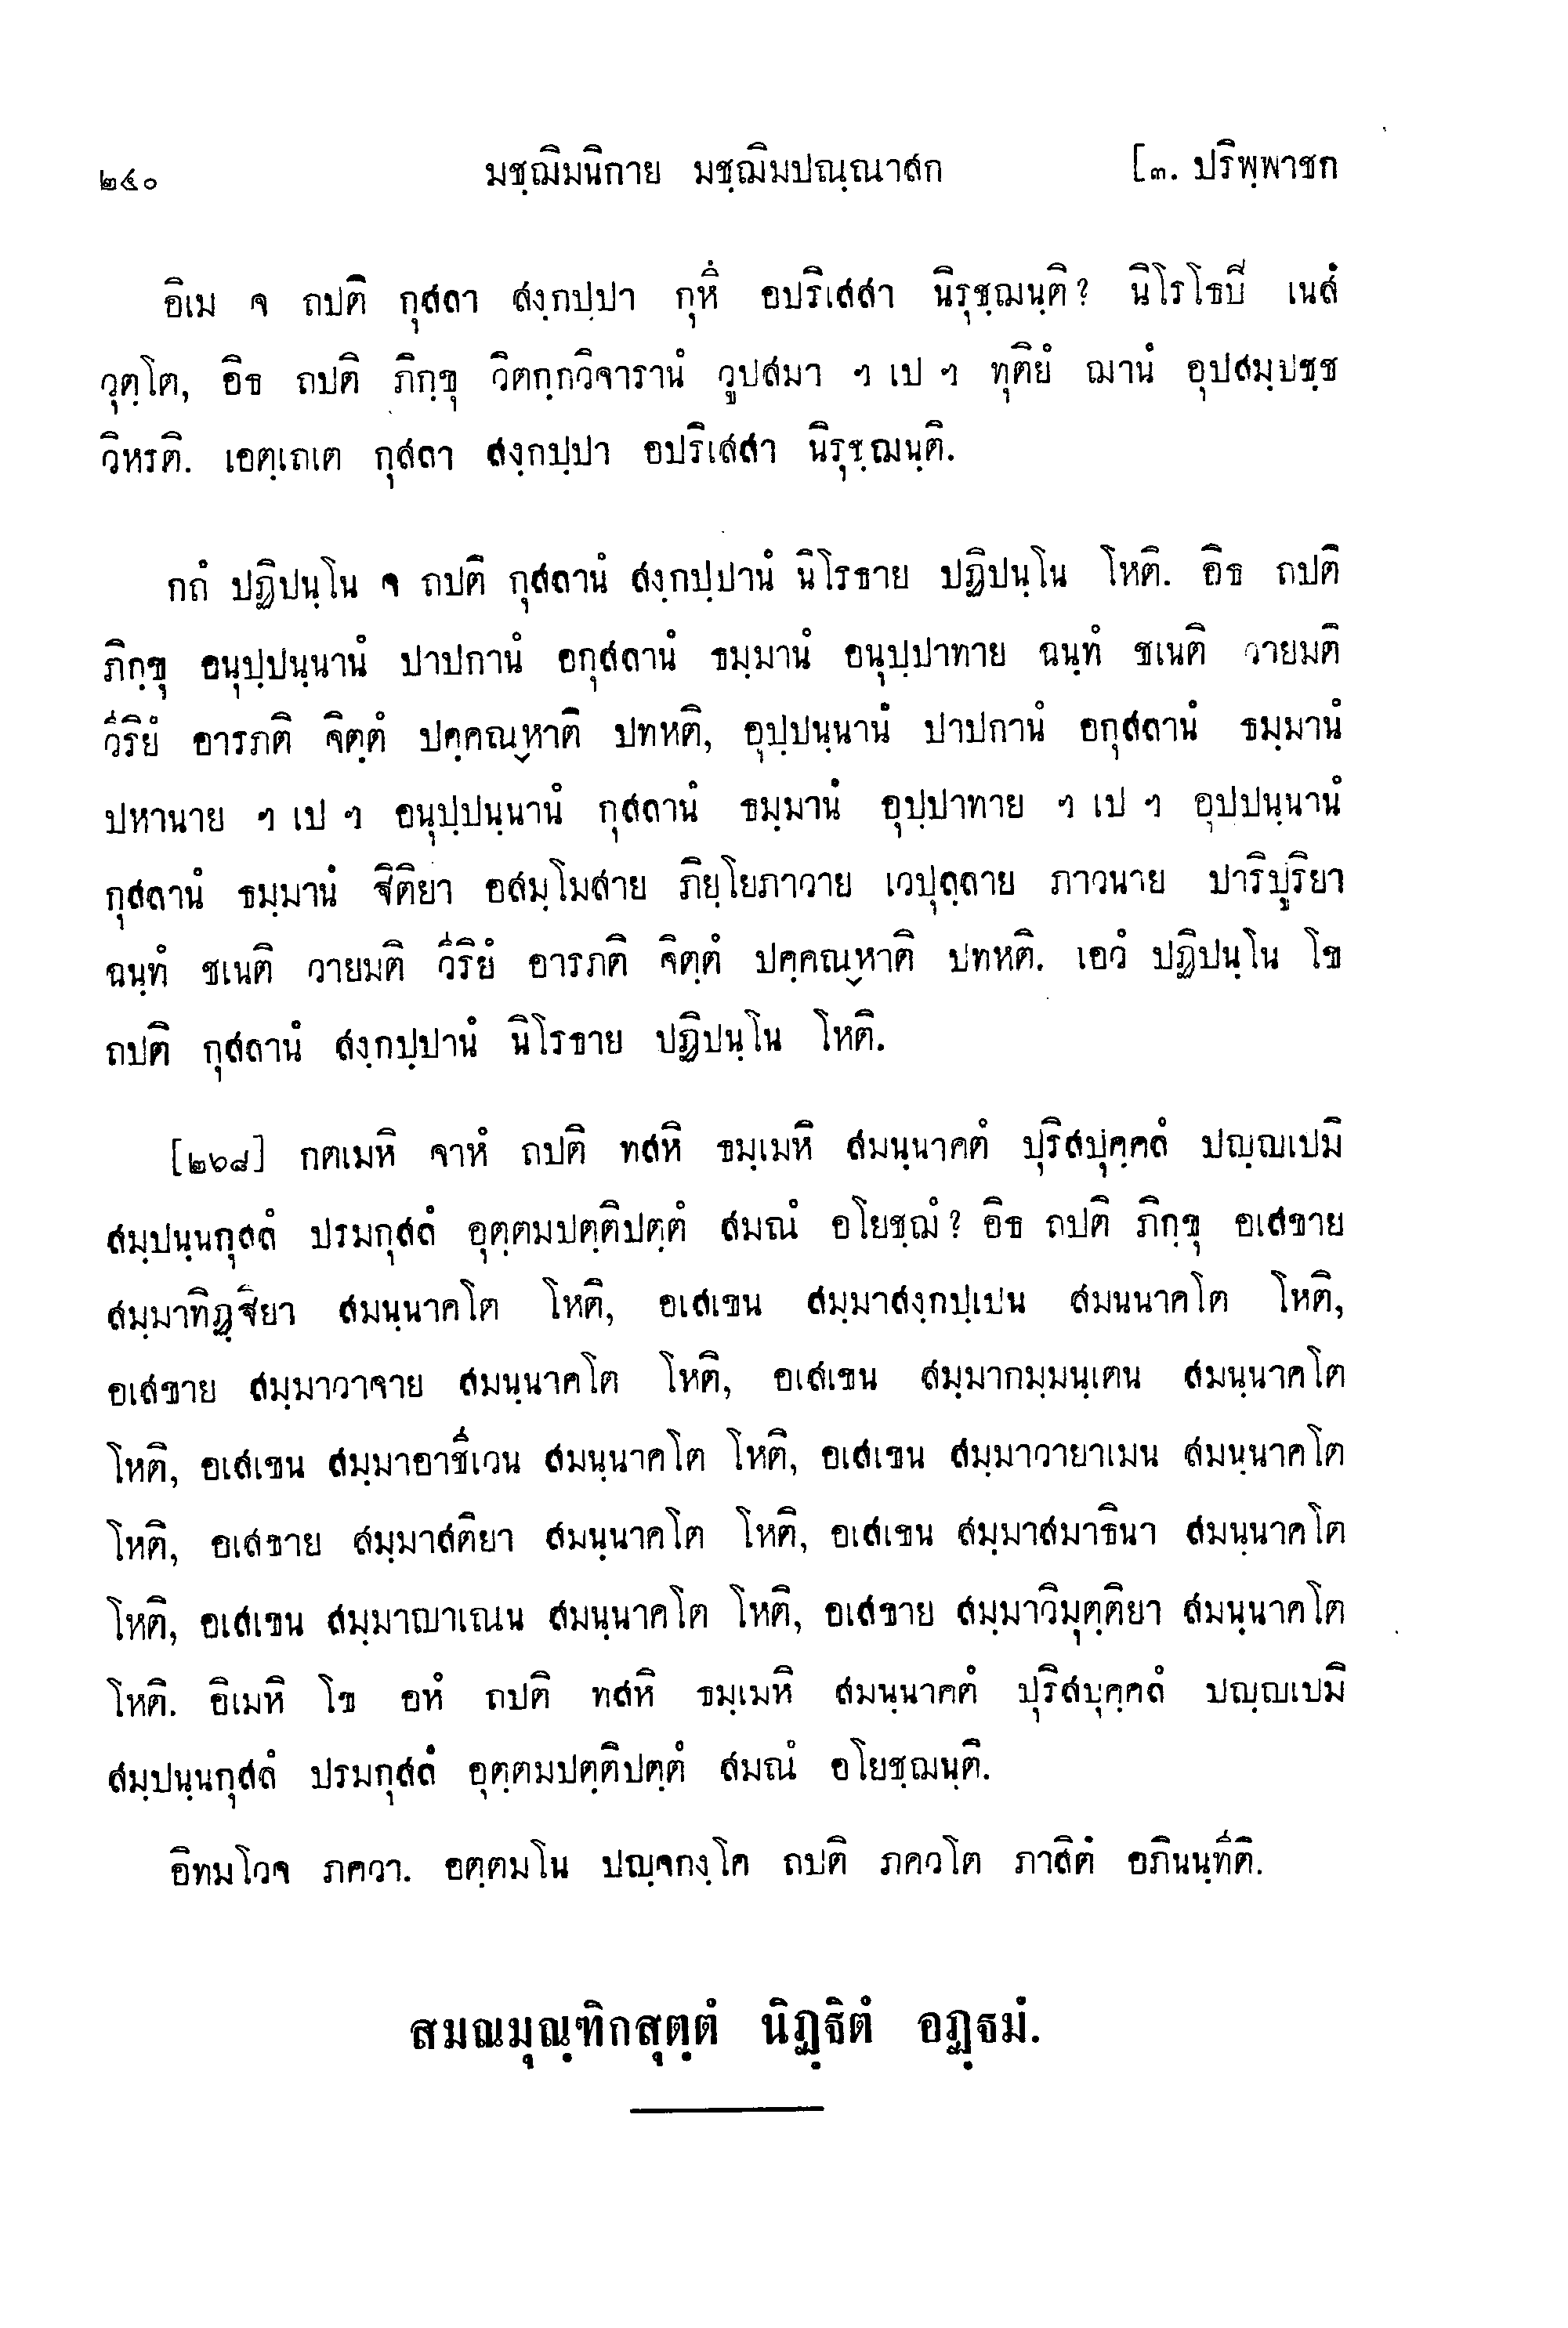 ๒๕๐ มชฺฌิมนิกาย มชฺฌิมปณฺณาสก [๓. ปริพฺพาชก
อิเม จ ถปติ กุสลา สงฺกปฺปา กุหึ อปริเสสา นิรุชฺฌนฺติ? นิโรโธปิ เนสํ
วุตฺโต, อิธ ถปติ ภิกฺขุ วิตกฺกวิจารานํ วูปสมา ฯ เป ฯ ทุติยํ ฌานํ อุปสมฺปชฺช
วิหรติ. เอตฺเถเต กุสลา สงฺกปฺปา อปริเสสา นิรุชฺฌนฺติ.
กถํ ปฏิปนฺโน จ ถปติ กุสลานํ สงฺกปฺปานํ นิโรธาย ปฏิปนฺโน โหติ. อิธ ถปติ
ภิกฺขุ อนุปฺปนฺนานํ ปาปกานํ อกุสลานํ ธมฺมานํ อนุปฺปาทาย ฉนฺทํ ชเนติ วายมติ
วีริยํ อารภติ จิตฺตํ ปคฺคณฺหาติ ปทหติ, อุปฺปนฺนานํ ปาปกานํ อกุสลานํ ธมฺมานํ
ปหานาย ฯ เป ฯ อนุปฺปนฺนานํ กุสลานํ ธมฺมานํ อุปฺปาทาย ฯ เป ฯ อุปฺปนฺนานํ
กุสลานํ ธมฺมานํ ฐิติยา อสมฺโมสาย ภิยฺโยภาวาย เวปุลฺลาย ภาวนาย ปาริปูริยา
ฉนฺทํ ชเนติ วายมติ วีริยํ อารภติ จิตฺตํ ปคฺคณฺหาติ ปทหติ. เอวํ ปฏิปนฺโน โข
ถปติ กุสลานํ สงฺกปฺปานํ นิโรธาย ปฏิปนฺโน โหติ.
[๒๖๘] กตเมหิ จาหํ ถปติ ทสหิ ธมฺเมหิ สมนฺนาคตํ ปุริสปุคฺคลํ ปญฺญเปมิ
สมฺปนฺนกุสลํ ปรมกุสลํ อุตฺตมปตฺติปตฺตํ สมณํ อโยชฺฌํ? อิธ ถปติ ภิกฺขุ อเสขาย
สมฺมาทิฏฺฐิยา สมนฺนาคโต โหติ, อเสเขน สมฺมาสงฺกปฺเปน สมนนาคโต โหติ,
อเสขาย สมฺมาวาจาย สมนฺนาคโต โหติ, อเสเขน สมฺมากมฺมนฺเตน สมนฺนาคโต
โหติ, อเสเขน สมฺมาอาชีเวน สมนฺนาคโต โหติ, อเสเขน สมฺมาวายาเมน สมนฺนาคโต
โหติ, อเสขาย สมฺมาสติยา สมนฺนาคโต โหติ, อเสเขน สมฺมาสมาธินา สมนฺนาคโต
โหติ, อเสเขน สมฺมาญาเณน สมนฺนาคโต โหติ, อเสขาย สมฺมาวิมุตฺติยา สมนฺนาคโต
โหติ. อิเมหิ โข อหํ ถปติ ทสหิ ธมฺเมหิ สมนฺนาคตํ ปุริสปุคฺคลํ ปญฺญเปมิ
สมฺปนฺนกุสลํ ปรมกุสลํ อุตฺตมปตฺติปตฺตํ สมณํ อโยชฺฌนฺติ.
อิทมโวจ ภควา. อตฺตมโน ปญฺจกงฺโค ถปติ ภควโต ภาสิตํ อภินนฺทีติ.
สมณมุณฺฑิกสุตฺตํ นิฏฺฐิตํ อฏฺฐมํ.